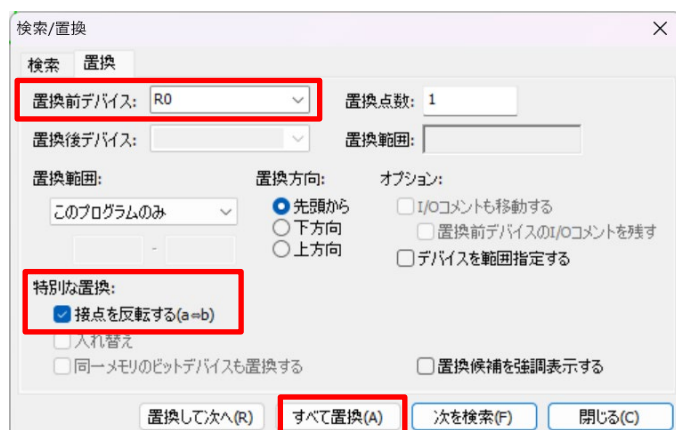 検索/置換
検索 置換
置換前デバイス: R0 置換点数: 1
置換後デバイス: 置換範囲:
置換範囲: 置換方向: オプション:
このプログラムのみ 先頭から I/Oコメントも移動する
下方向 置換前デバイスのI/Oコメントを残す
- 上方向 デバイスを範囲指定する
特別な置換:
接点を反転する(a⇔b)
入れ替え
同一メモリのビットデバイスも置換する 置換候補を強調表示する
置換して次へ(R) すべて置換(A) 次を検索(F) 閉じる(C)